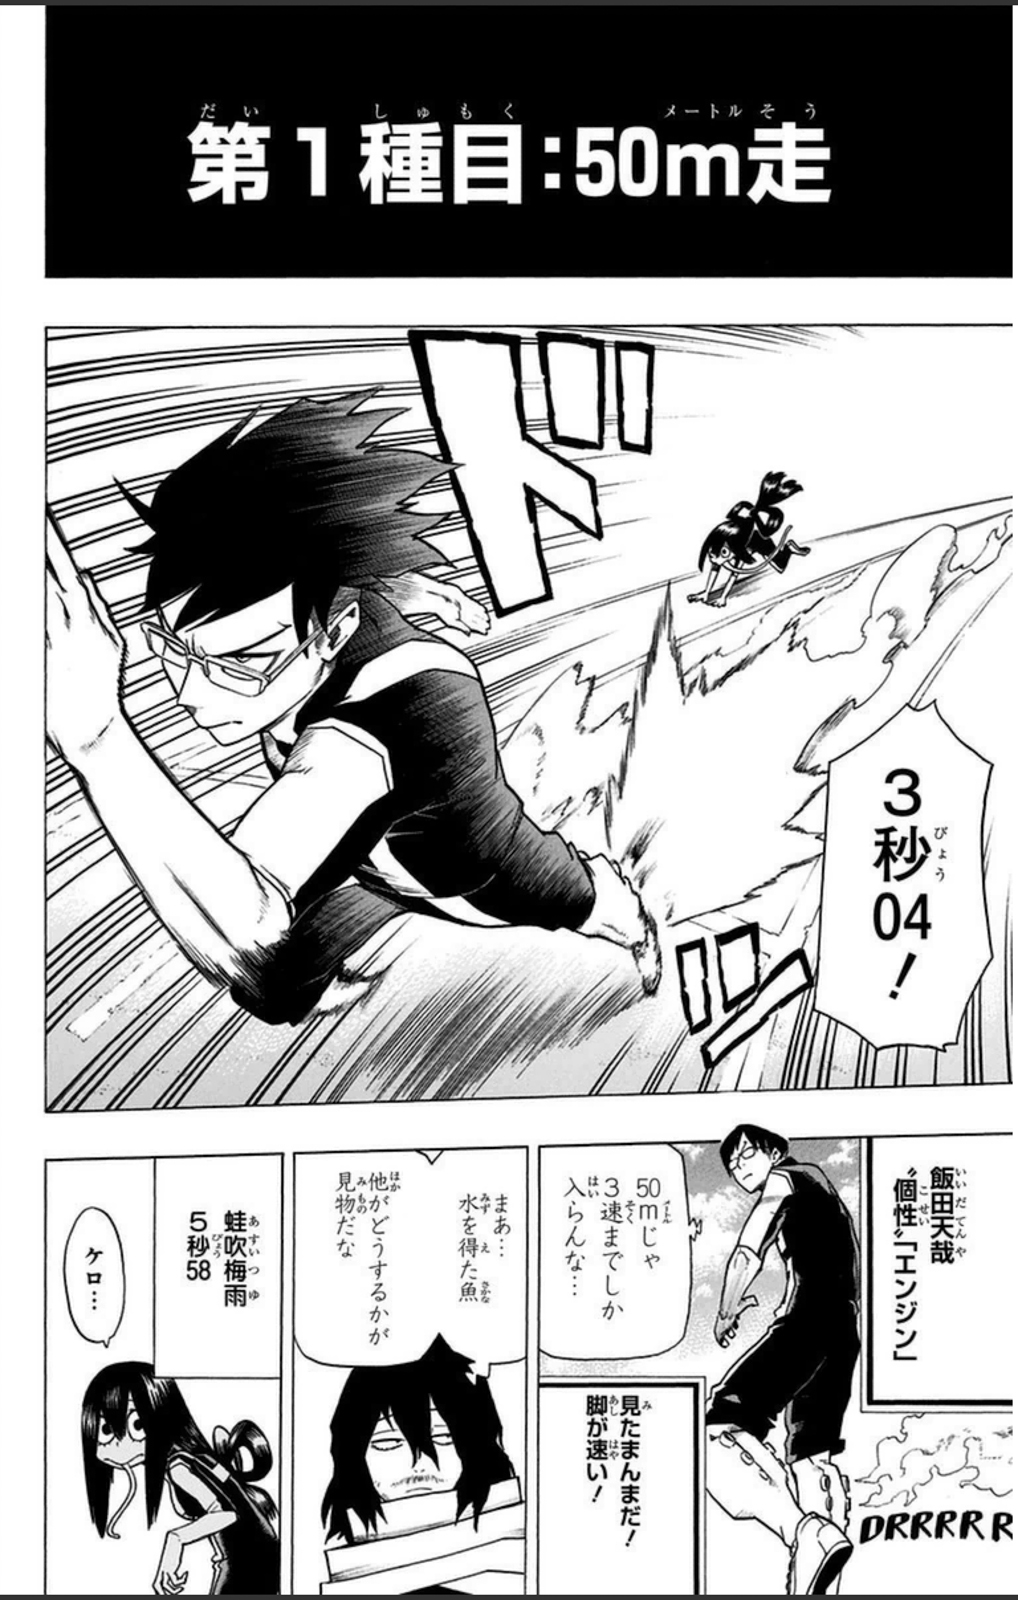 第1種目：50m走
ドドッ
3秒04！
飯田天哉
〝個性〟「エンジン」
DRRRR R
50mじゃ
3速までしか
入らんな…
見たまんまだ！
脚が速い！
まあ…
水を得た魚
他がどうするかが
見物だな
蛙吹梅雨
5秒58
ケロ…